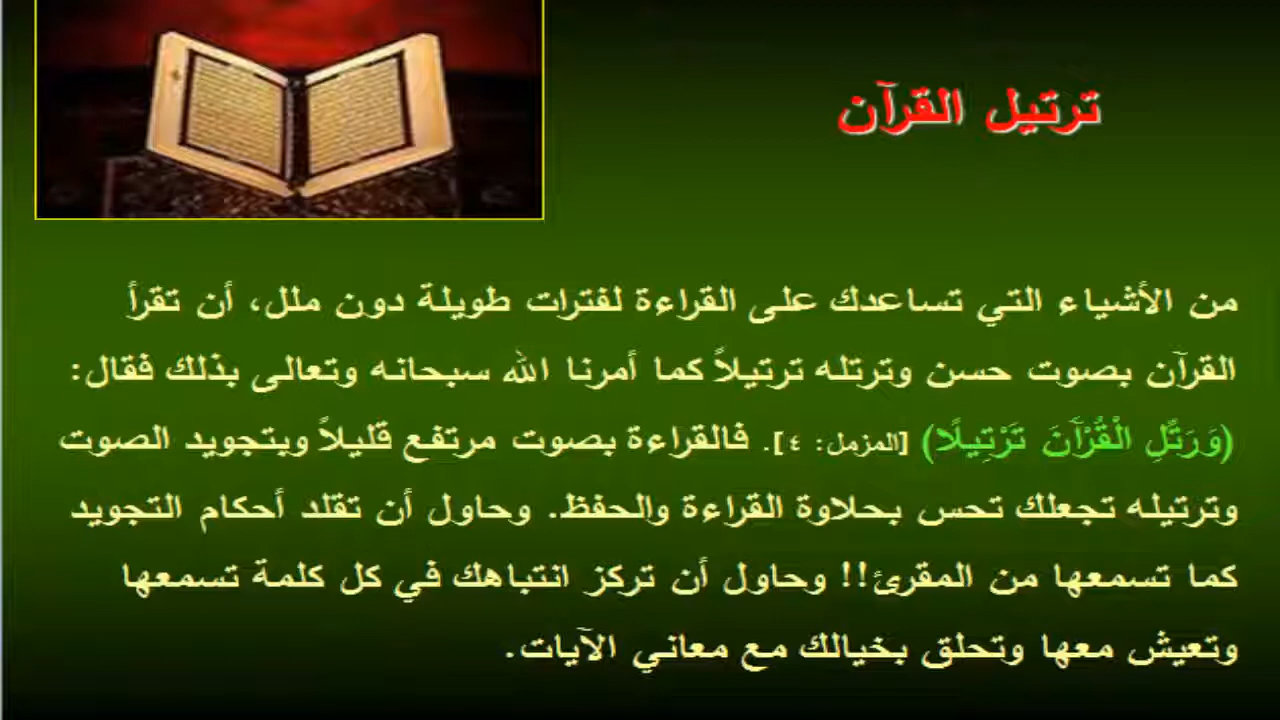 ترتيل القرآن
من الأشياء التي تساعدك على القراءة لفترات طويلة دون ملل، أن تقرأ
القرآن بصوت حسن وترتله ترتيلاً كما أمرنا الله سبحانه وتعالى بذلك فقال:
(وَرَتِّلِ الْقُرْآَنَ تَرْتِيلًا) [المزمل: ٤]. فالقراءة بصوت مرتفع قليلاً وبتجويد الصوت
وترتيله تجعلك تحس بحلاوة القراءة والحفظ. وحاول أن تقلد أحكام التجويد
كما تسمعها من المقرئ!! وحاول أن تركز انتباهك في كل كلمة تسمعها
وتعيش معها وتحلق بخيالك مع معاني الآيات.